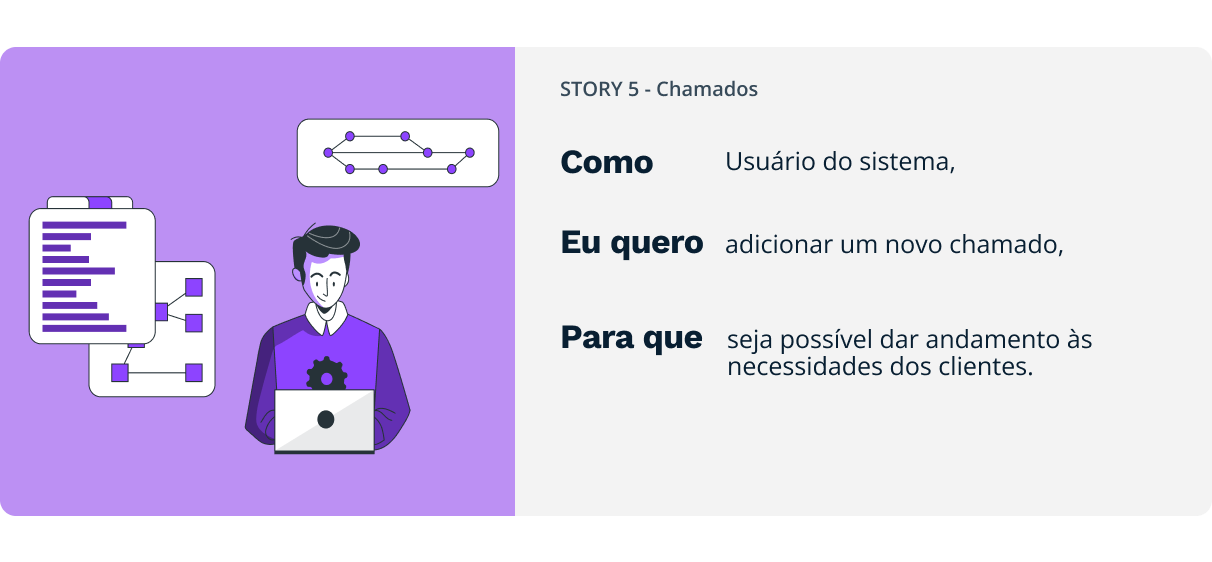 STORY 5 - Chamados
Como Usuário do sistema,
Eu quero adicionar um novo chamado,
Para que seja possível dar andamento às
necessidades dos clientes.